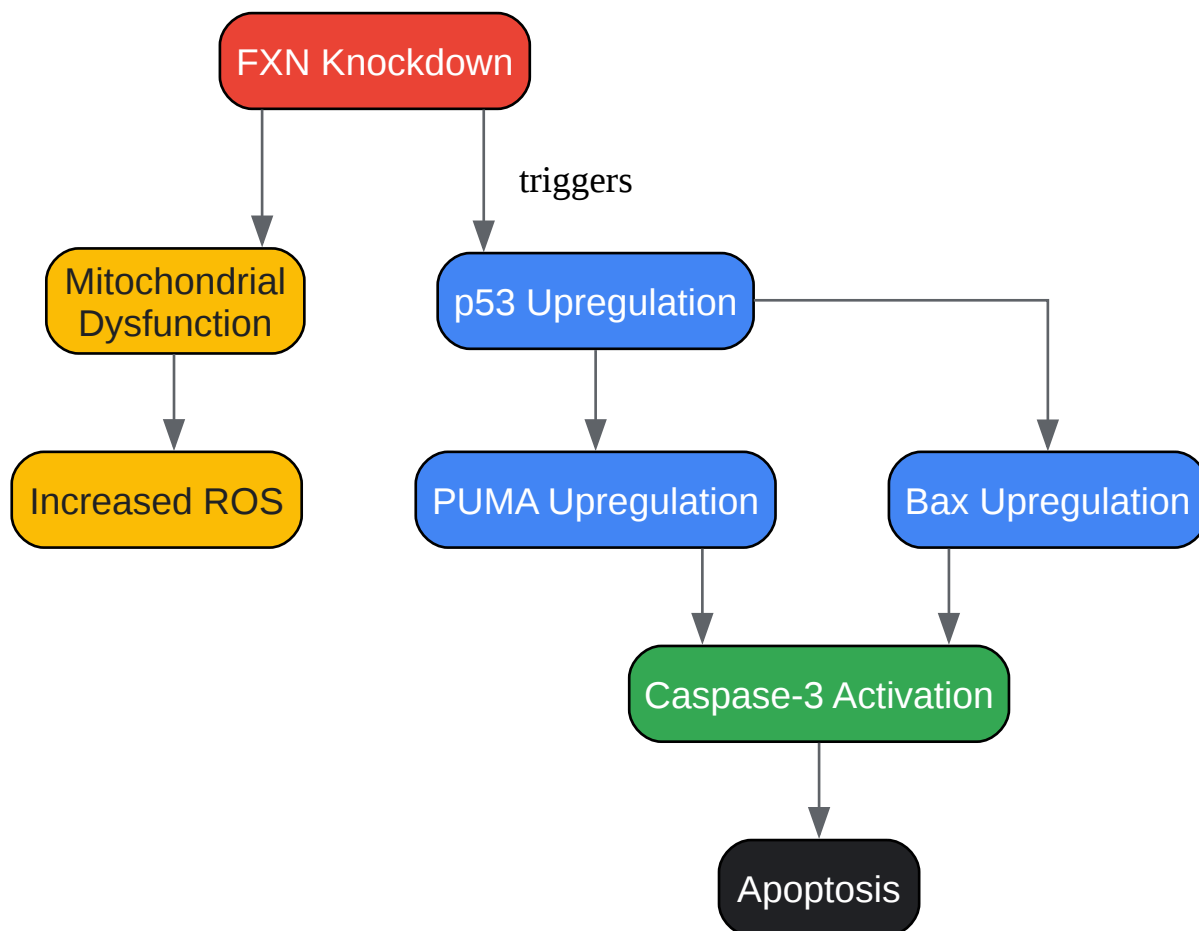 FXN Knockdown
triggers
Mitochondrial
Dysfunction
p53 Upregulation
Increased ROS
PUMA Upregulation
Bax Upregulation
Caspase-3 Activation
Apoptosis